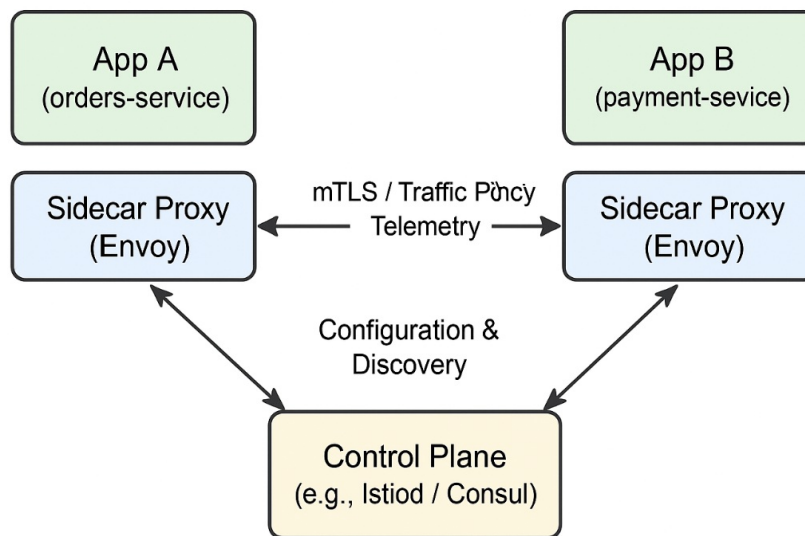 App A
(orders-service)
App B
(payment-sevice)
Sidecar Proxy
(Envoy)
mTLS / Traffic
Telemetry
Sidecar Proxy
(Envoy)
Configuration &
Discovery
Control Plane
(e.g., Istiod / Consul)